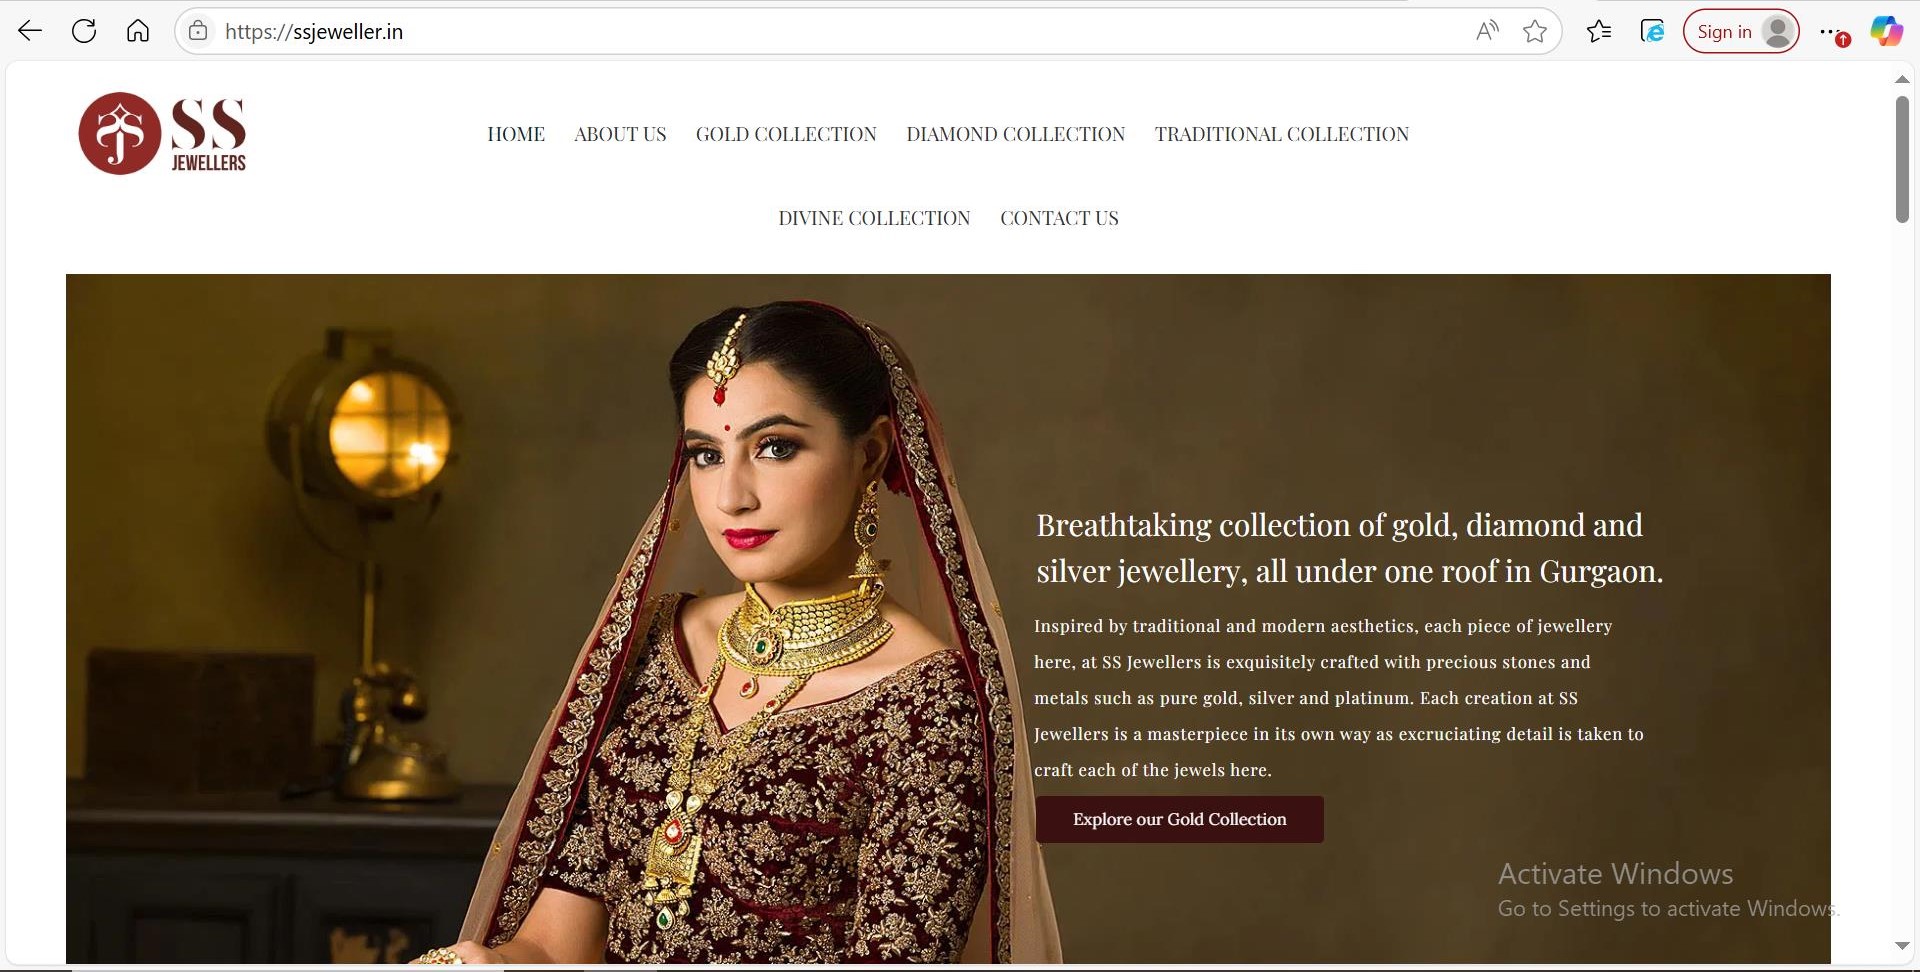 https://ssjeweller.in
Sign in
SS
JEWELLERS
HOME ABOUT US GOLD COLLECTION DIAMOND COLLECTION TRADITIONAL COLLECTION
DIVINE COLLECTION CONTACT US
Breathtaking collection of gold, diamond and
silver jewellery, all under one roof in Gurgaon.
Inspired by traditional and modern aesthetics, each piece of jewellery
here, at SS Jewellers is exquisitely crafted with precious stones and
metals such as pure gold, silver and platinum. Each creation at SS
Jewellers is a masterpiece in its own way as excruciating detail is taken to
craft each of the jewels here.
Explore our Gold Collection
Activate Windows
Go to Settings to activate Windows.